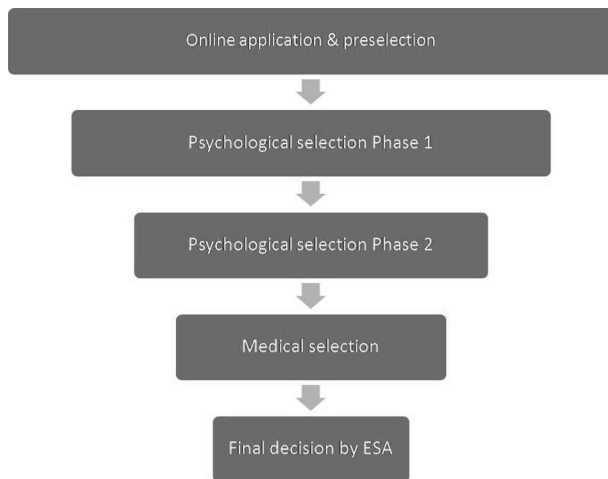 Online application & preselection
Psychological selection Phase 1
Psychological selection Phase 2
Medical selection
Final decision by ESA